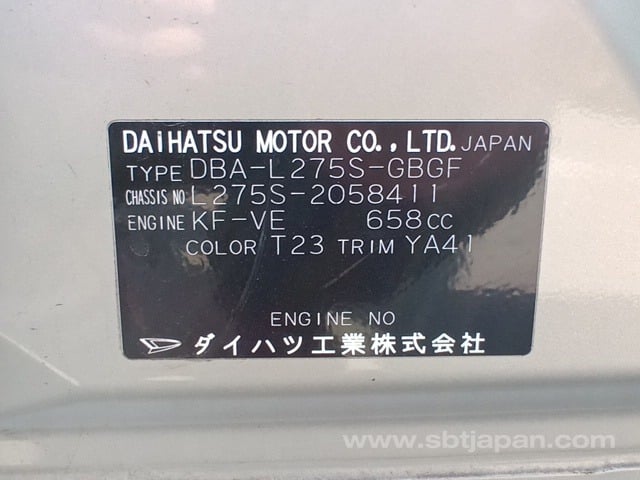 DAIHATSU MOTOR CO.,LTD. JAPAN
TYPE DBA-L275S-GBGF
CHASSIS NO L275S-2058411
ENGINE KF-VE 658CC
COLOR T23 TRIM YA41
ENGINE NO
ダイハツ工業株式会社
www.sbtjapan.com